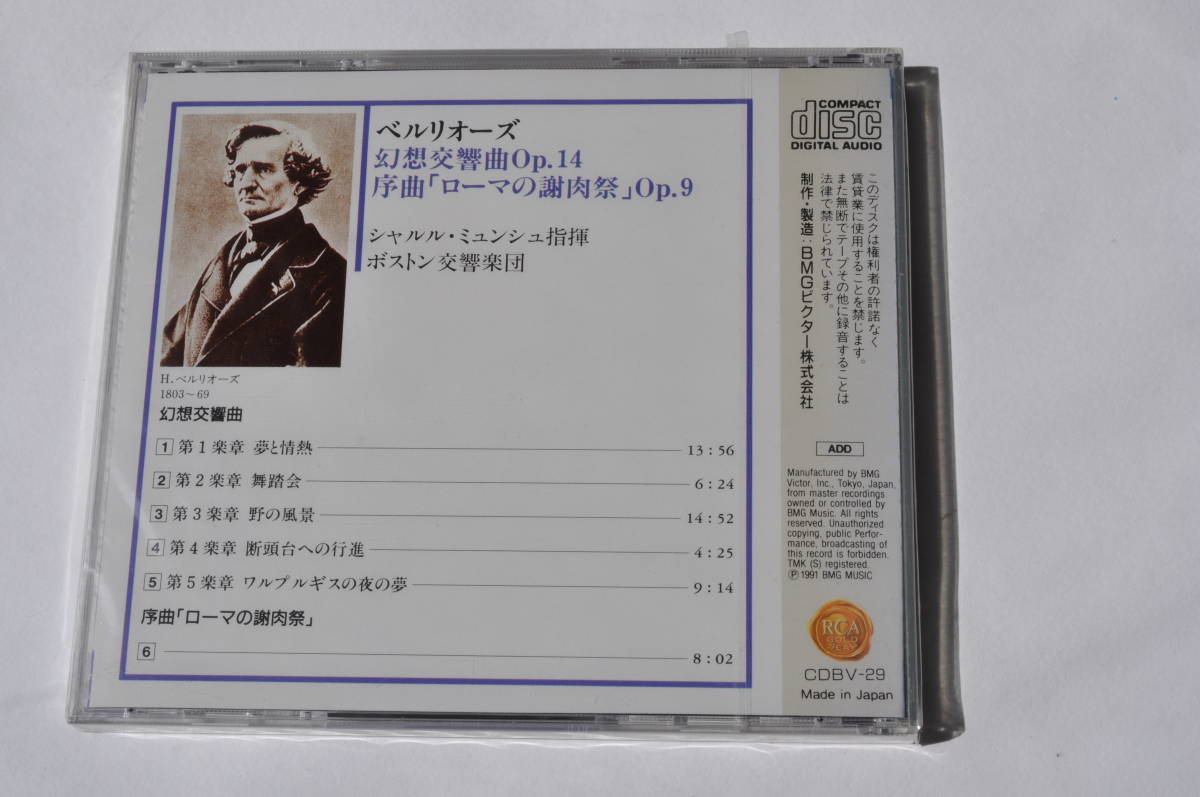 ベルリオーズ
幻想交響曲Op.14
序曲「ローマの謝肉祭」Op.9
シャルル・ミュンシュ指揮
ボストン交響楽団
H.ベルリオーズ
1803～69
幻想交響曲
1 第1楽章 夢と情熱 13:56
2 第2楽章 舞踏会 6:24
3 第3楽章 野の風景 14:52
4 第4楽章 断頭台への行進 4:25
5 第5楽章 ワルプルギスの夜の夢 9:14
序曲「ローマの謝肉祭」
6 8:02
COMPACT
disc
DIGITAL AUDIO
このディスクは権利者の許諾なく
賃貸業に使用することを禁じます。
また無断でテープその他に録音することは
法律で禁じられています。
制作・製造:BMGビクター株式会社
ADD
Manufactured by BMG
Victor, Inc., Tokyo, Japan,
from master recordings
owned or controlled by
BMG Music. All rights
reserved. Unauthorized
copying, public Perfor-
mance, broadcasting of
this record is forbidden.
TMK (S) registered.
Ⓟ1991 BMG MUSIC
RCA
GOLD
SEAL
CDBV-29
Made in Japan